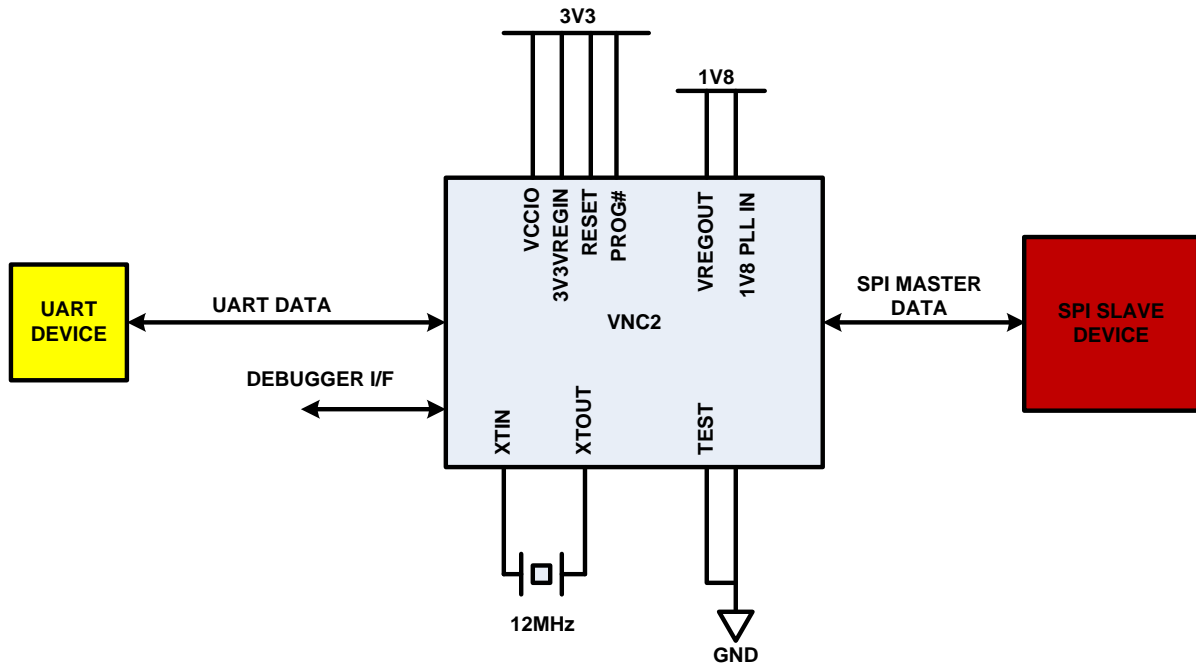 3V3
1V8
VCCIO
3V3VREGIN
RESET
PROG#
VREGOUT
1V8 PLL IN
UART
DEVICE
UART DATA
VNC2
SPI MASTER
DATA
SPI SLAVE
DEVICE
DEBUGGER I/F
XTIN
XTOUT
TEST
12MHz
GND